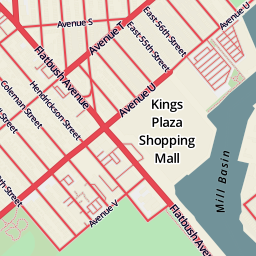 Avenue S
Avenue T
East 55th Street
East 56th Street
Avenue U
Flatbush Avenue
Hendrickson Street
Coleman Street
Avenue U
Kings
Plaza
Shopping
Mall
Mill Basin
Street
Avenue V
Flatbush Ave